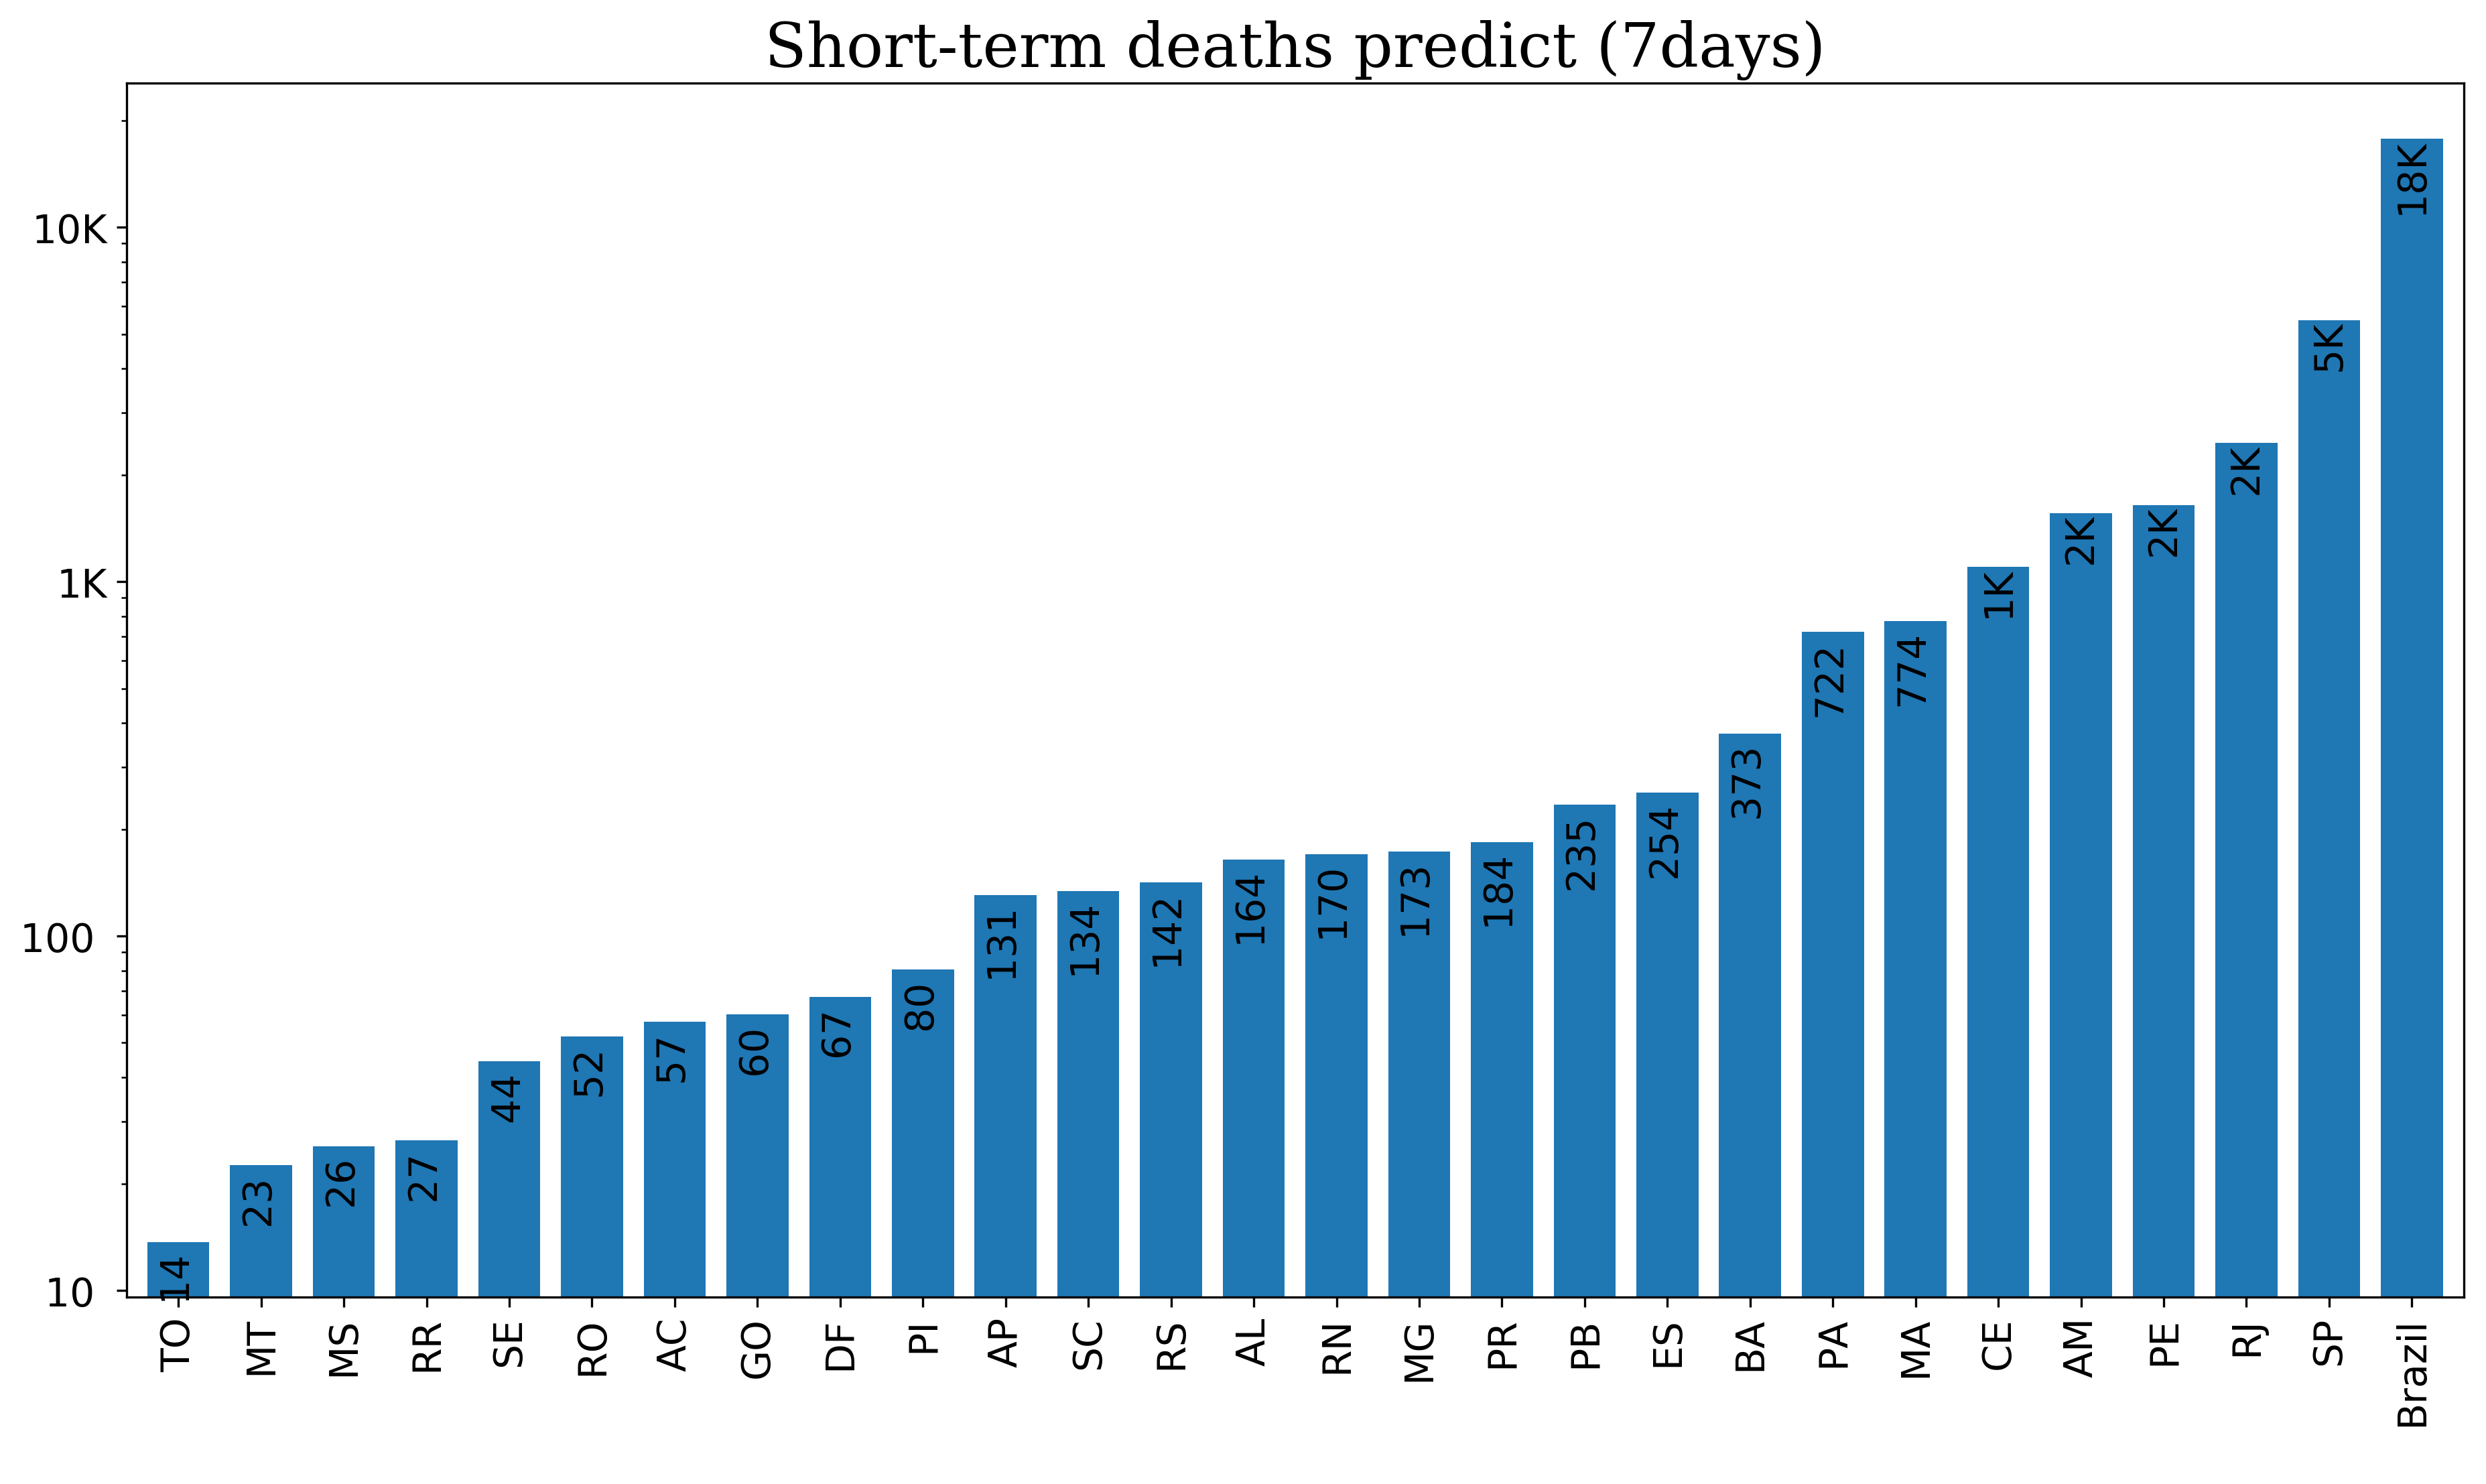 Short-term deaths predict (7days)
10K
1K
100
10
14
23
26
27
44
52
57
60
67
80
131
134
142
164
170
173
184
235
254
373
722
774
1K
2K
2K
2K
5K
18K
TO
MT
MS
RR
SE
RO
AC
GO
DF
PI
AP
SC
RS
AL
RN
MG
PR
PB
ES
BA
PA
MA
CE
AM
PE
RJ
SP
Brazil